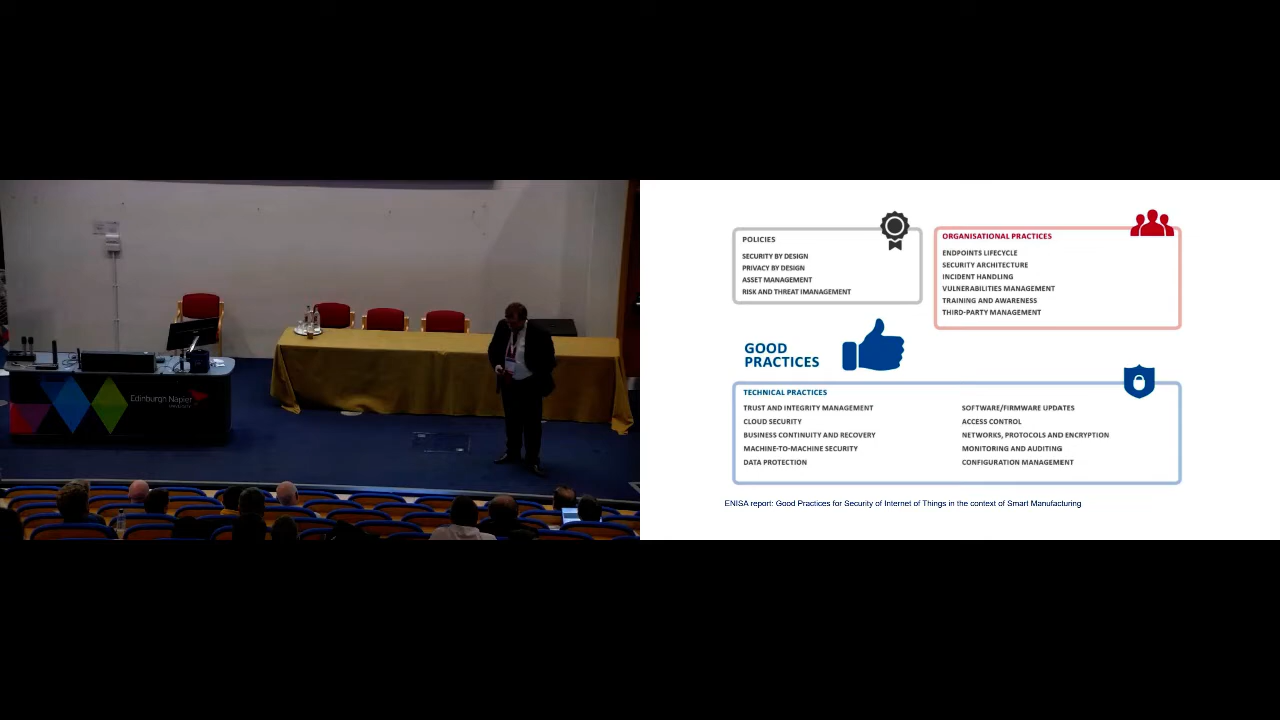 Edinburgh Napier
UNIVERSITY
POLICIES
SECURITY BY DESIGN
PRIVACY BY DESIGN
ASSET MANAGEMENT
RISK AND THREAT IMANAGEMENT
ORGANISATIONAL PRACTICES
ENDPOINTS LIFECYCLE
SECURITY ARCHITECTURE
INCIDENT HANDLING
VULNERABILITIES MANAGEMENT
TRAINING AND AWARENESS
THIRD-PARTY MANAGEMENT
GOOD
PRACTICES
TECHNICAL PRACTICES
TRUST AND INTEGRITY MANAGEMENT
CLOUD SECURITY
BUSINESS CONTINUITY AND RECOVERY
MACHINE-TO-MACHINE SECURITY
DATA PROTECTION
SOFTWARE/FIRMWARE UPDATES
ACCESS CONTROL
NETWORKS, PROTOCOLS AND ENCRYPTION
MONITORING AND AUDITING
CONFIGURATION MANAGEMENT
ENISA report: Good Practices for Security of Internet of Things in the context of Smart Manufacturing